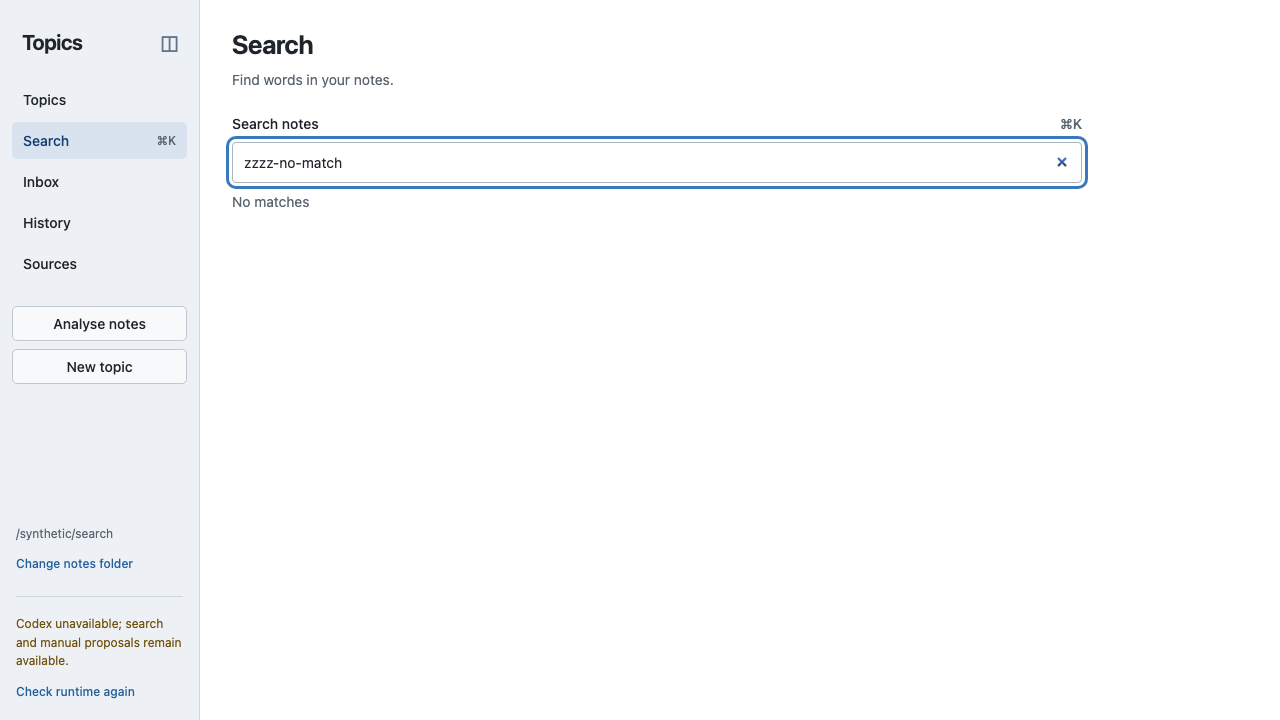 Topics
Topics
Search ⌘K
Inbox
History
Sources
Analyse notes
New topic
/synthetic/search
Change notes folder
Codex unavailable; search
and manual proposals remain
available.
Check runtime again
Search
Find words in your notes.
Search notes ⌘K
zzzz-no-match
No matches